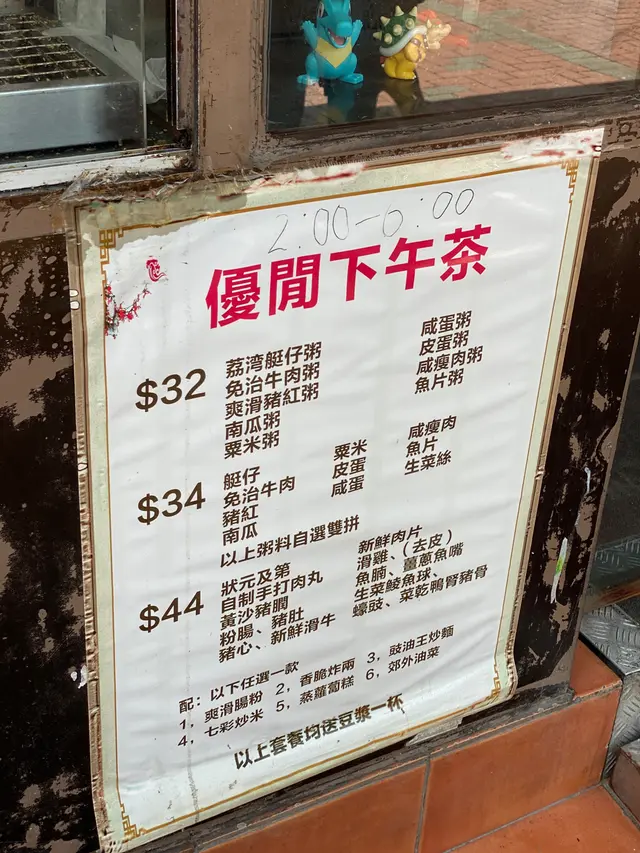 2:00-6:00
優閒下午茶
$32
荔湾艇仔粥 咸蛋粥
免治牛肉粥 皮蛋粥
爽滑豬紅粥 咸瘦肉粥
南瓜粥 魚片粥
粟米粥
$34
艇仔 粟米 咸瘦肉
免治牛肉 皮蛋 魚片
豬紅 咸蛋 生菜絲
南瓜
以上粥料自選雙拼
$44
狀元及第 新鮮肉片
自制手打肉丸 滑雞、(去皮)
黃沙豬膶 魚腩、薑蔥魚嘴
粉腸、豬肚 生菜鯪魚球、
豬心、新鮮滑牛 蠔豉、菜乾鴨腎豬骨
配：以下任選一款
1，爽滑腸粉 2，香脆炸兩 3，豉油王炒麵
4，七彩炒米 5，蒸蘿蔔糕 6，郊外油菜
以上套餐均送豆漿一杯